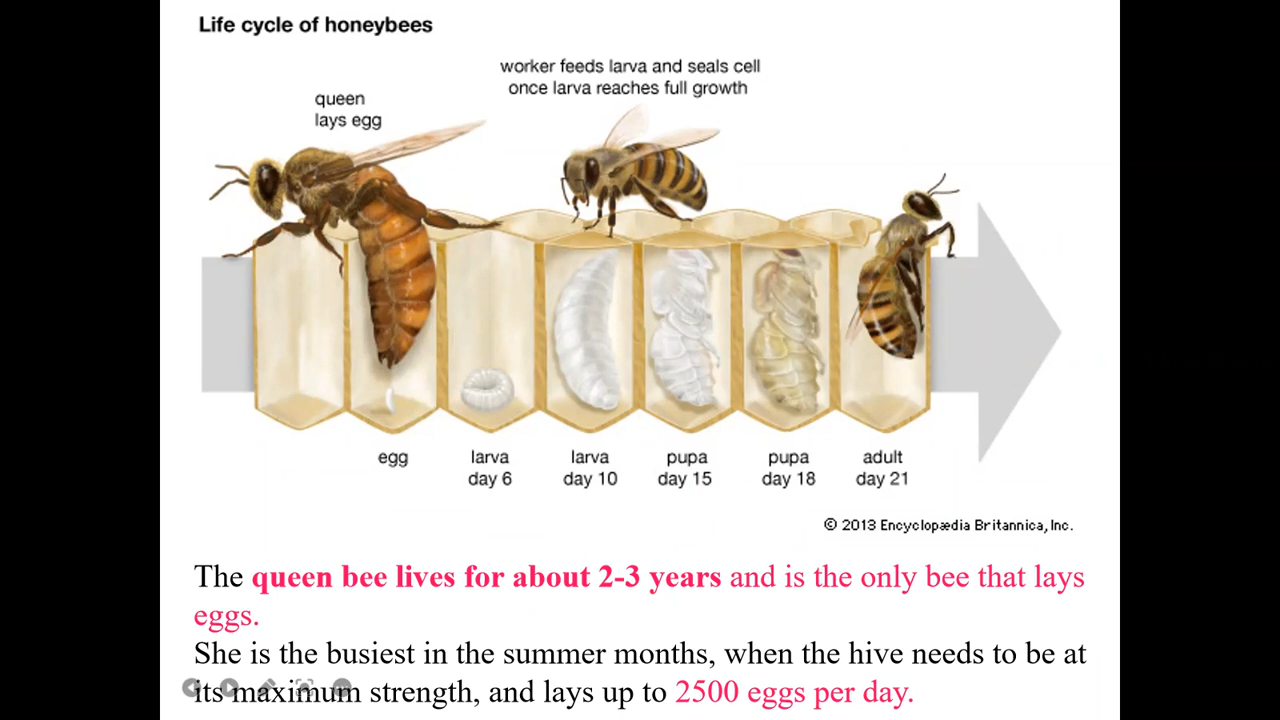 Life cycle of honeybees
worker feeds larva and seals cell
once larva reaches full growth
queen
lays egg
egg
larva
day 6
larva
day 10
pupa
day 15
pupa
day 18
adult
day 21
© 2013 Encyclopædia Britannica, Inc.
The queen bee lives for about 2-3 years and is the only bee that lays
eggs.
She is the busiest in the summer months, when the hive needs to be at
its maximum strength, and lays up to 2500 eggs per day.